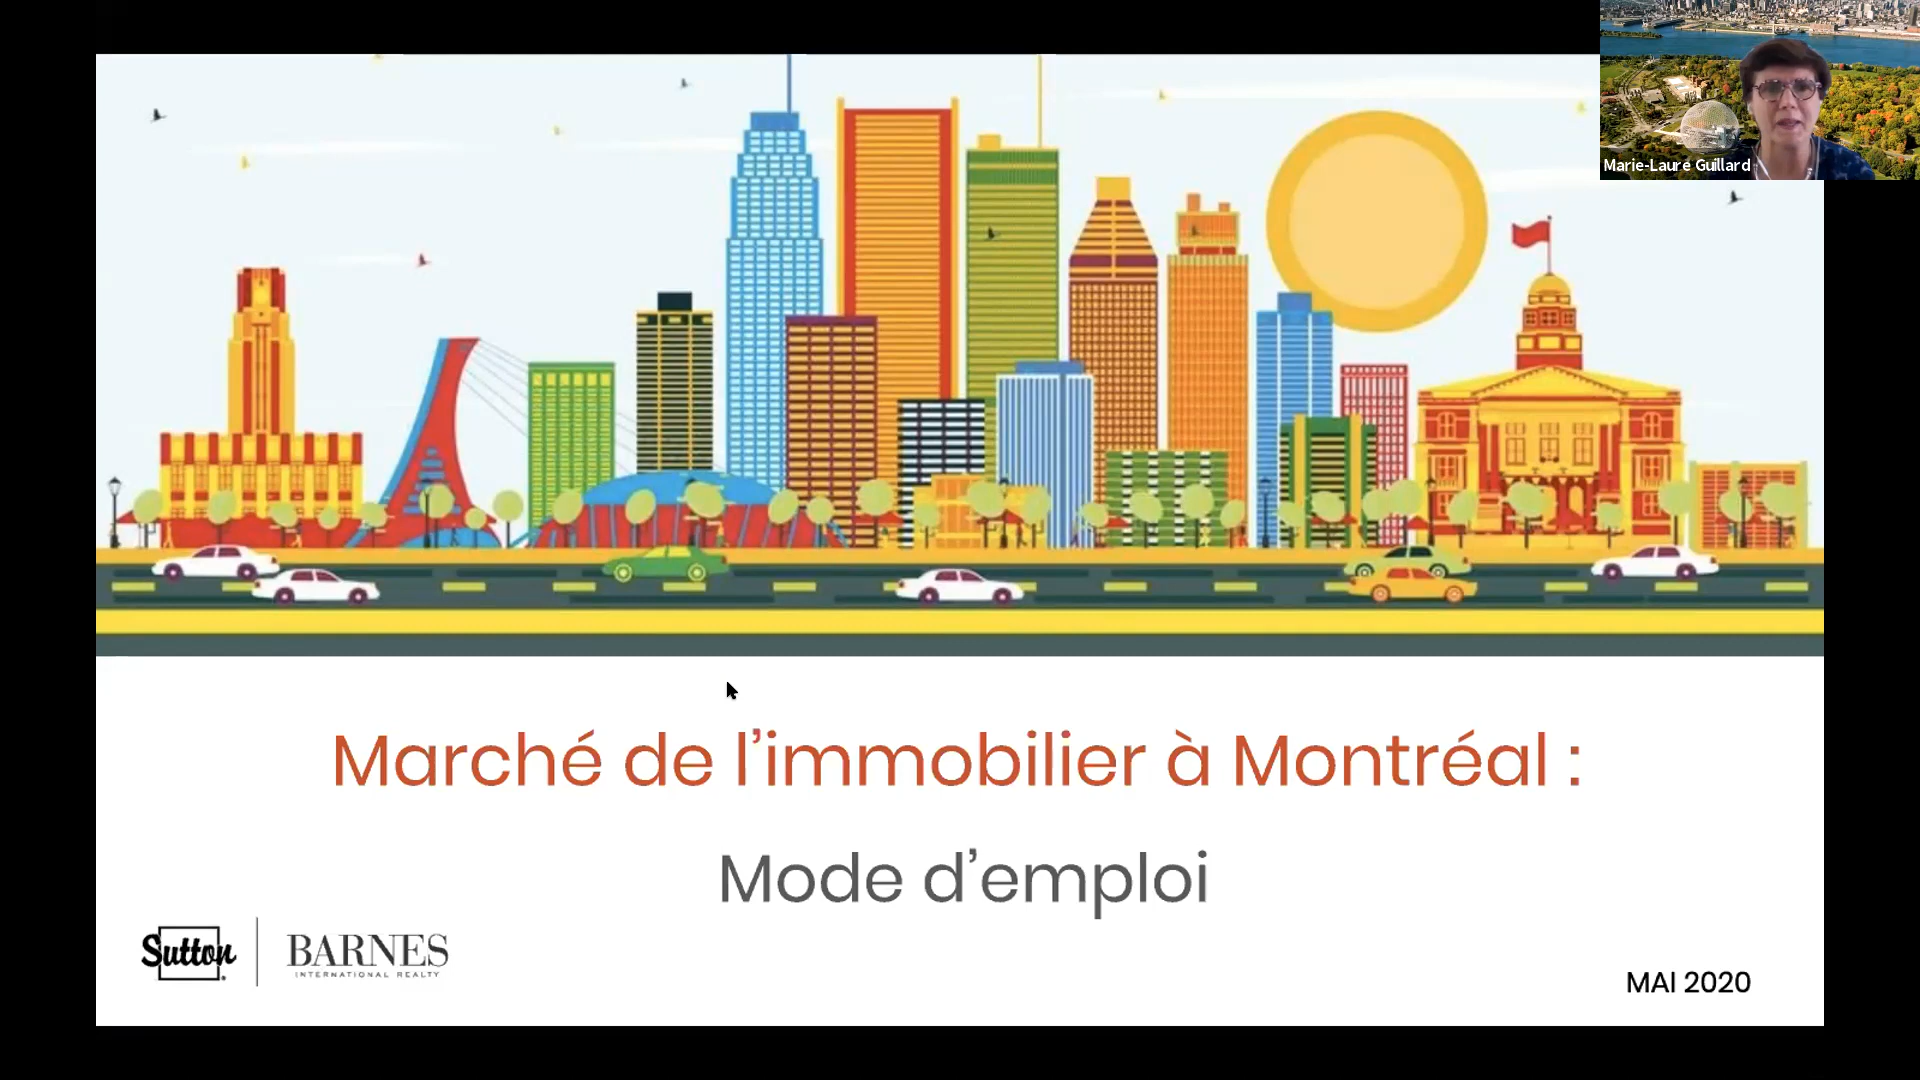 Marie-Laure Guillard
Marché de l’immobilier à Montréal :
Mode d’emploi
Sutton
BARNES
INTERNATIONAL REALTY
MAI 2020